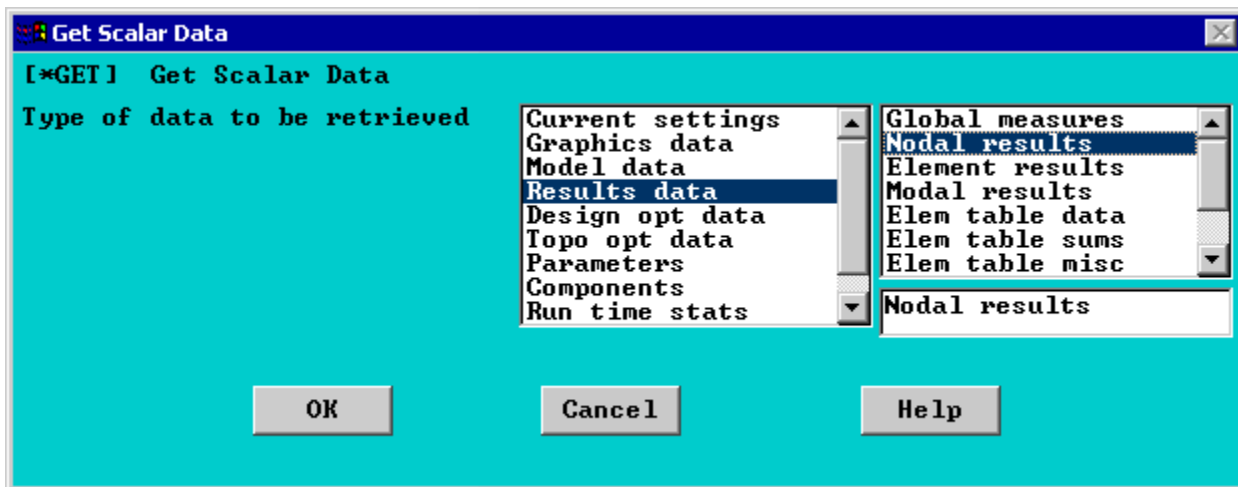 Get Scalar Data
[*GET] Get Scalar Data
Type of data to be retrieved
Current settings
Graphics data
Model data
Results data
Design opt data
Topo opt data
Parameters
Components
Run time stats
Global measures
Nodal results
Element results
Modal results
Elem table data
Elem table sums
Elem table misc
Nodal results
OK
Cancel
Help